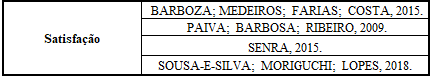 Satisfação
BARBOZA; MEDEIROS; FARIAS; COSTA, 2015.
PAIVA; BARBOSA; RIBEIRO, 2009.
SENRA, 2015.
SOUSA-E-SILVA; MORIGUCHI; LOPES, 2018.